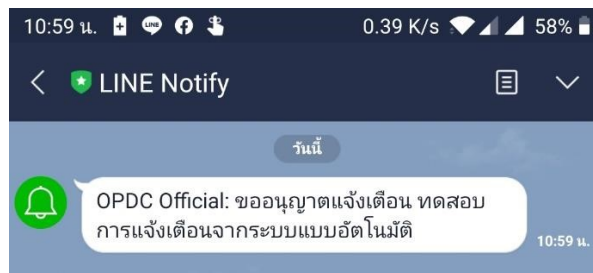 10:59 น. LINE 0.39 K/s 58%
LINE Notify
วันนี้
OPDC Official: ขออนุญาตแจ้งเตือน ทดสอบ
การแจ้งเตือนจากระบบแบบอัตโนมัติ
10:59 น.